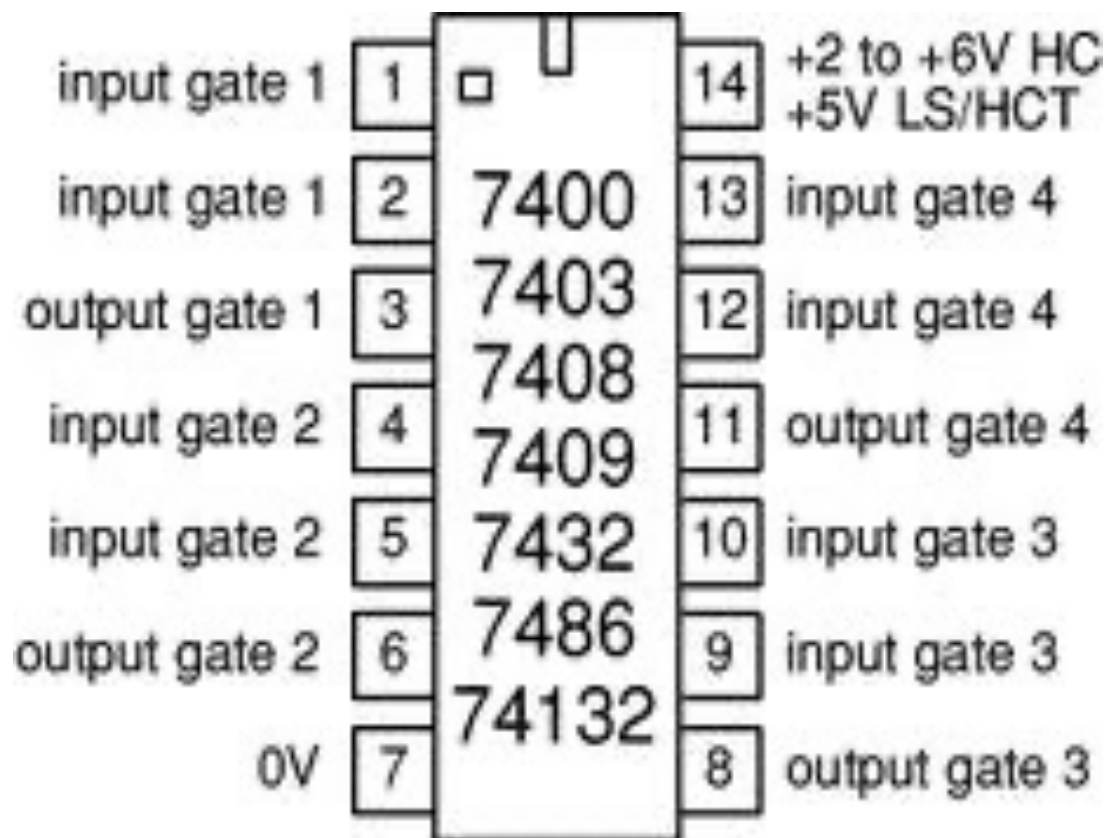 input gate 1
1
input gate 1
2
output gate 1
3
input gate 2
4
input gate 2
5
output gate 2
6
0V
7
7400
7403
7408
7409
7432
7486
74132
14
+2 to +6V HC
+5V LS/HCT
13
input gate 4
12
input gate 4
11
output gate 4
10
input gate 3
9
input gate 3
8
output gate 3